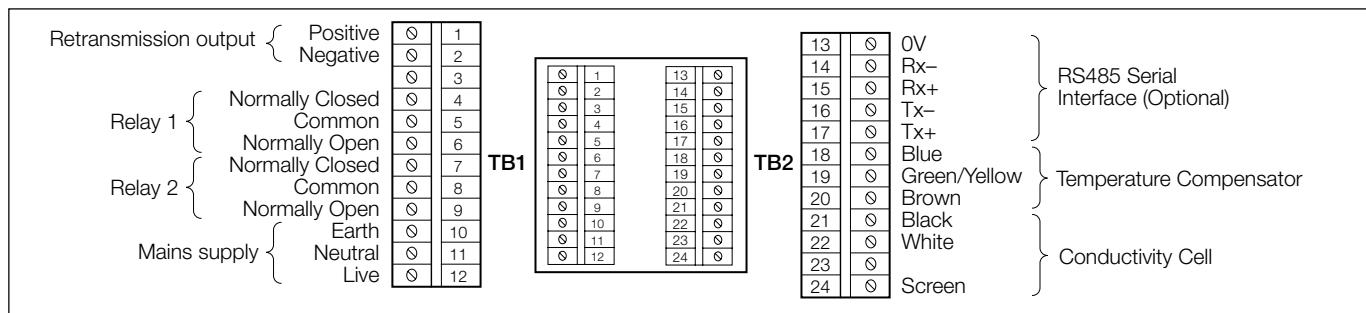 Retransmission output
Positive 1
Negative 2
3
Relay 1
Normally Closed 4
Common 5
Normally Open 6
Relay 2
Normally Closed 7
Common 8
Normally Open 9
Mains supply
Earth 10
Neutral 11
Live 12
TB1
1 13
2 14
3 15
4 16
5 17
6 18
7 19
8 20
9 21
10 22
11 23
12 24
TB2
13 0V
14 Rx–
15 Rx+
16 Tx–
17 Tx+
RS485 Serial
Interface (Optional)
18 Blue
19 Green/Yellow
20 Brown
Temperature Compensator
21 Black
22 White
23
24 Screen
Conductivity Cell